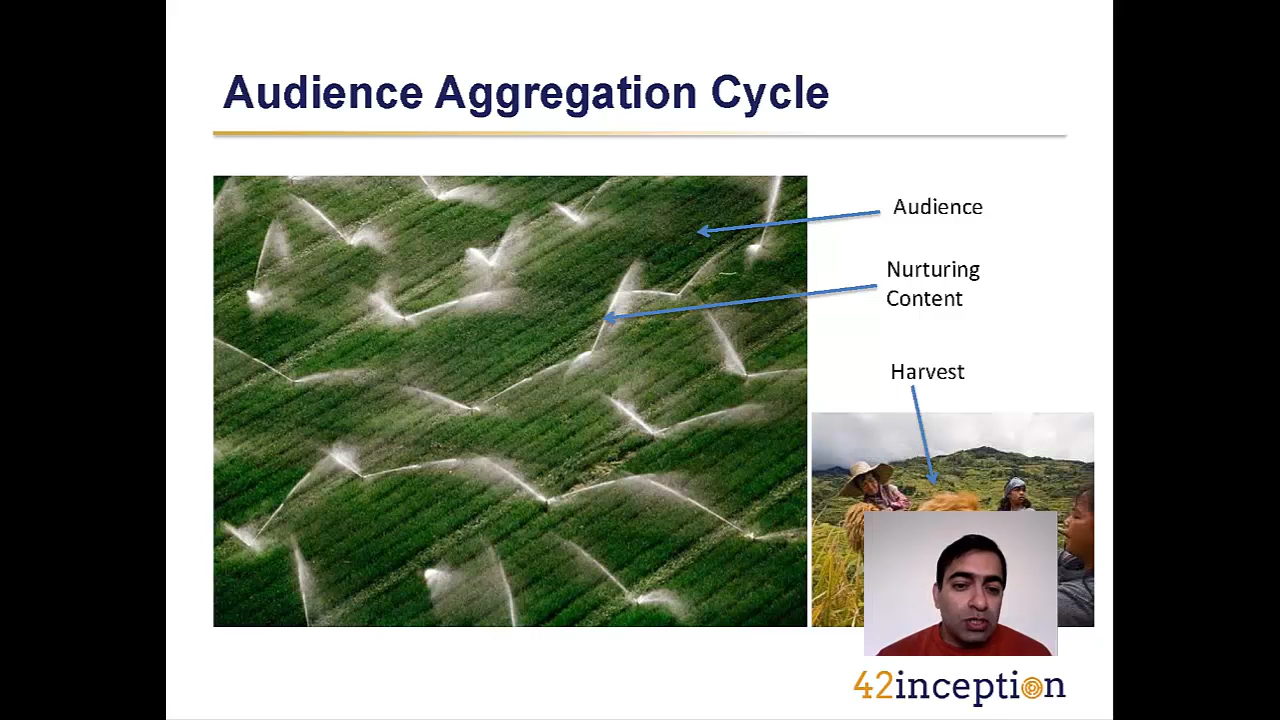 Audience Aggregation Cycle
Audience
Nurturing
Content
Harvest
42inception